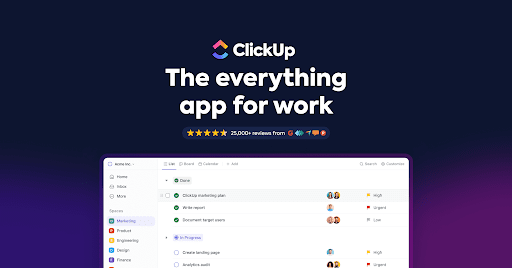 ClickUp
The everything
app for work
25,000+ reviews from
Acme Inc.
List
Board
Calendar
Add
Search
Customize
Home
Inbox
More
Spaces
Marketing
Product
Engineering
Design
Finance
Done
ClickUp marketing plan
High
Write report
Urgent
Document target users
Low
In Progress
Create landing page
High
Analytics audit
Urgent